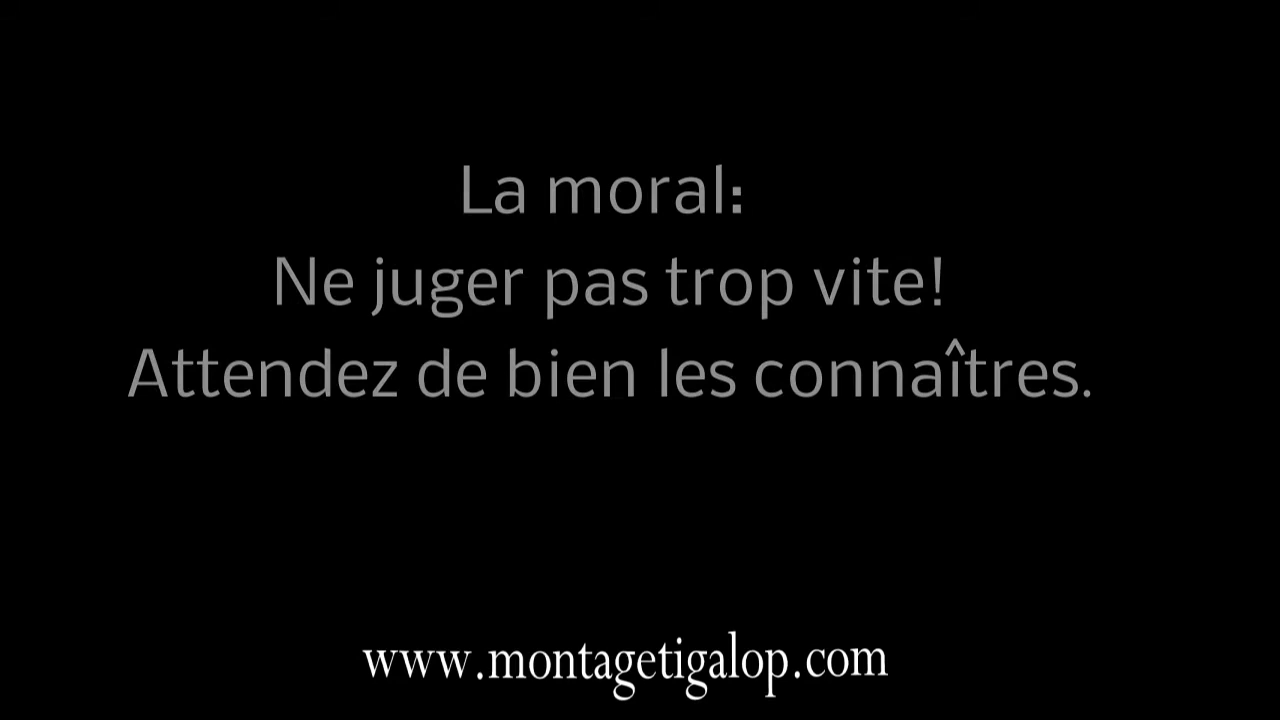 La moral:
Ne juger pas trop vite!
Attendez de bien les connaîtres.
www.montagetigalop.com